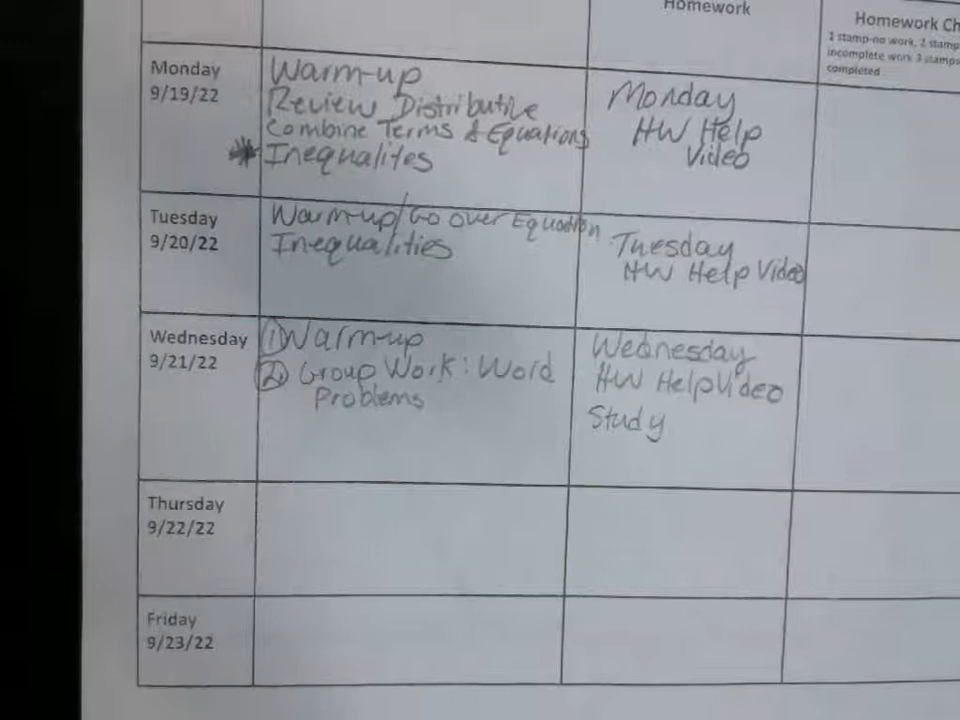 Homework
Homework Ch
1 stamp-no work, 2 stamp
incomplete work 3 stamps
completed
Monday
9/19/22
Warm-up
Review Distributive
Combine Terms & Equations
Inequalites
Monday
HW Help
Video
Tuesday
9/20/22
Warm-up/Go over Equation
Inequalities
Tuesday
HW Help Video
Wednesday
9/21/22
① Warm-up
② Group Work: Word
Problems
Wednesday
HW Help Video
Study
Thursday
9/22/22
Friday
9/23/22